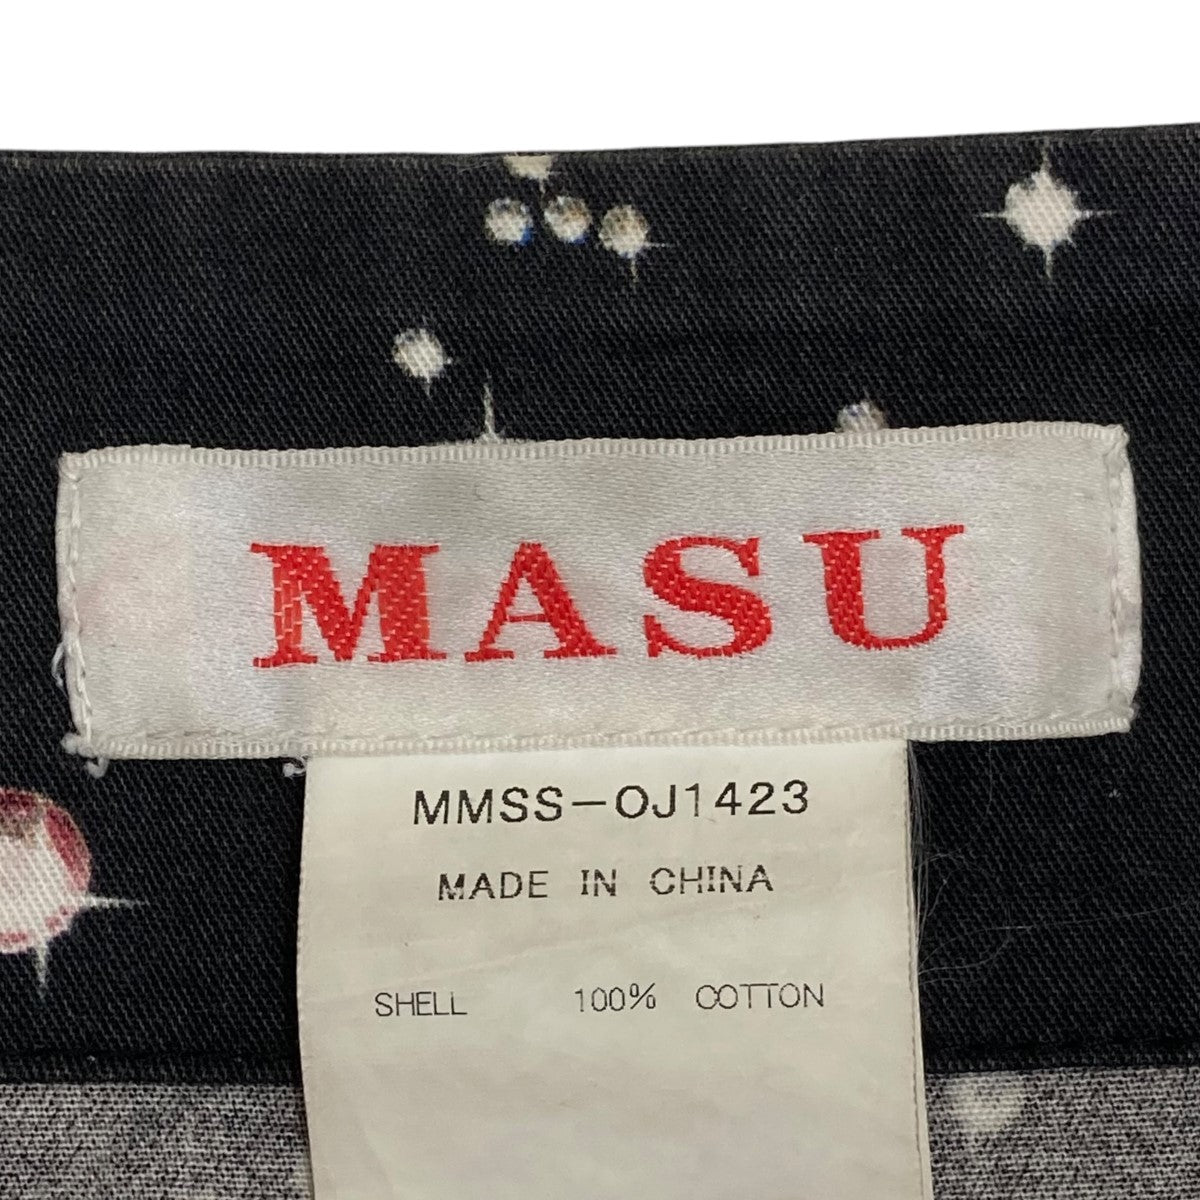 MASU
MMSS-OJ1423
MADE IN CHINA
SHELL 100% COTTON